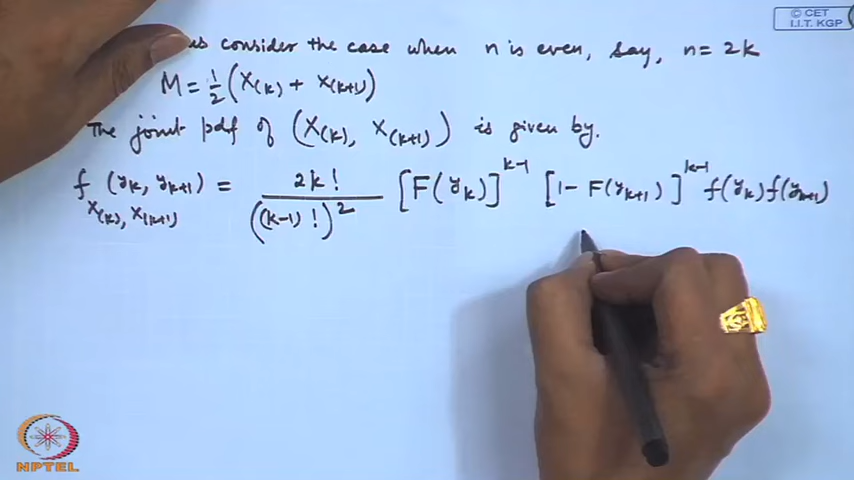 © CET
I.I.T. KGP
us consider the case when n is even, say, n = 2k
M = 1/2 (X(k) + X(k+1))
The joint pdf of (X(k), X(k+1)) is given by.
f X(k), X(k+1) (yk, yk+1) = 2k! / ((k-1)!)^2 [F(yk)]^k-1 [1- F(yk+1)]^k-1 f(yk) f(yk+1)
NPTEL